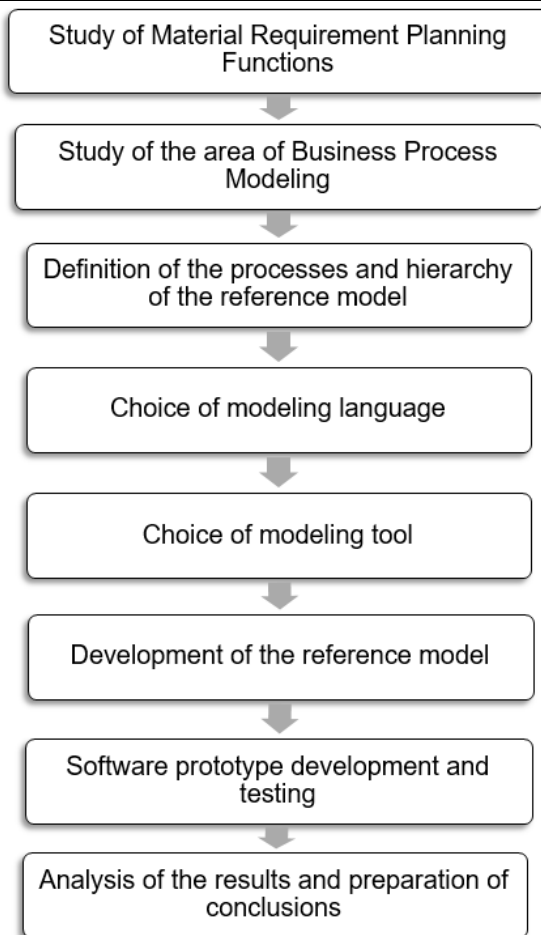 Study of Material Requirement Planning
Functions
Study of the area of Business Process
Modeling
Definition of the processes and hierarchy
of the reference model
Choice of modeling language
Choice of modeling tool
Development of the reference model
Software prototype development and
testing
Analysis of the results and preparation of
conclusions